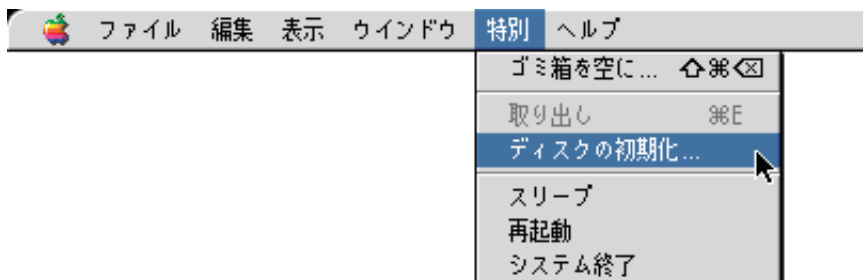 ファイル 編集 表示 ウインドウ 特別 ヘルプ
ゴミ箱を空に... ⇧⌘⌫
取り出し ⌘E
ディスクの初期化...
スリープ
再起動
システム終了